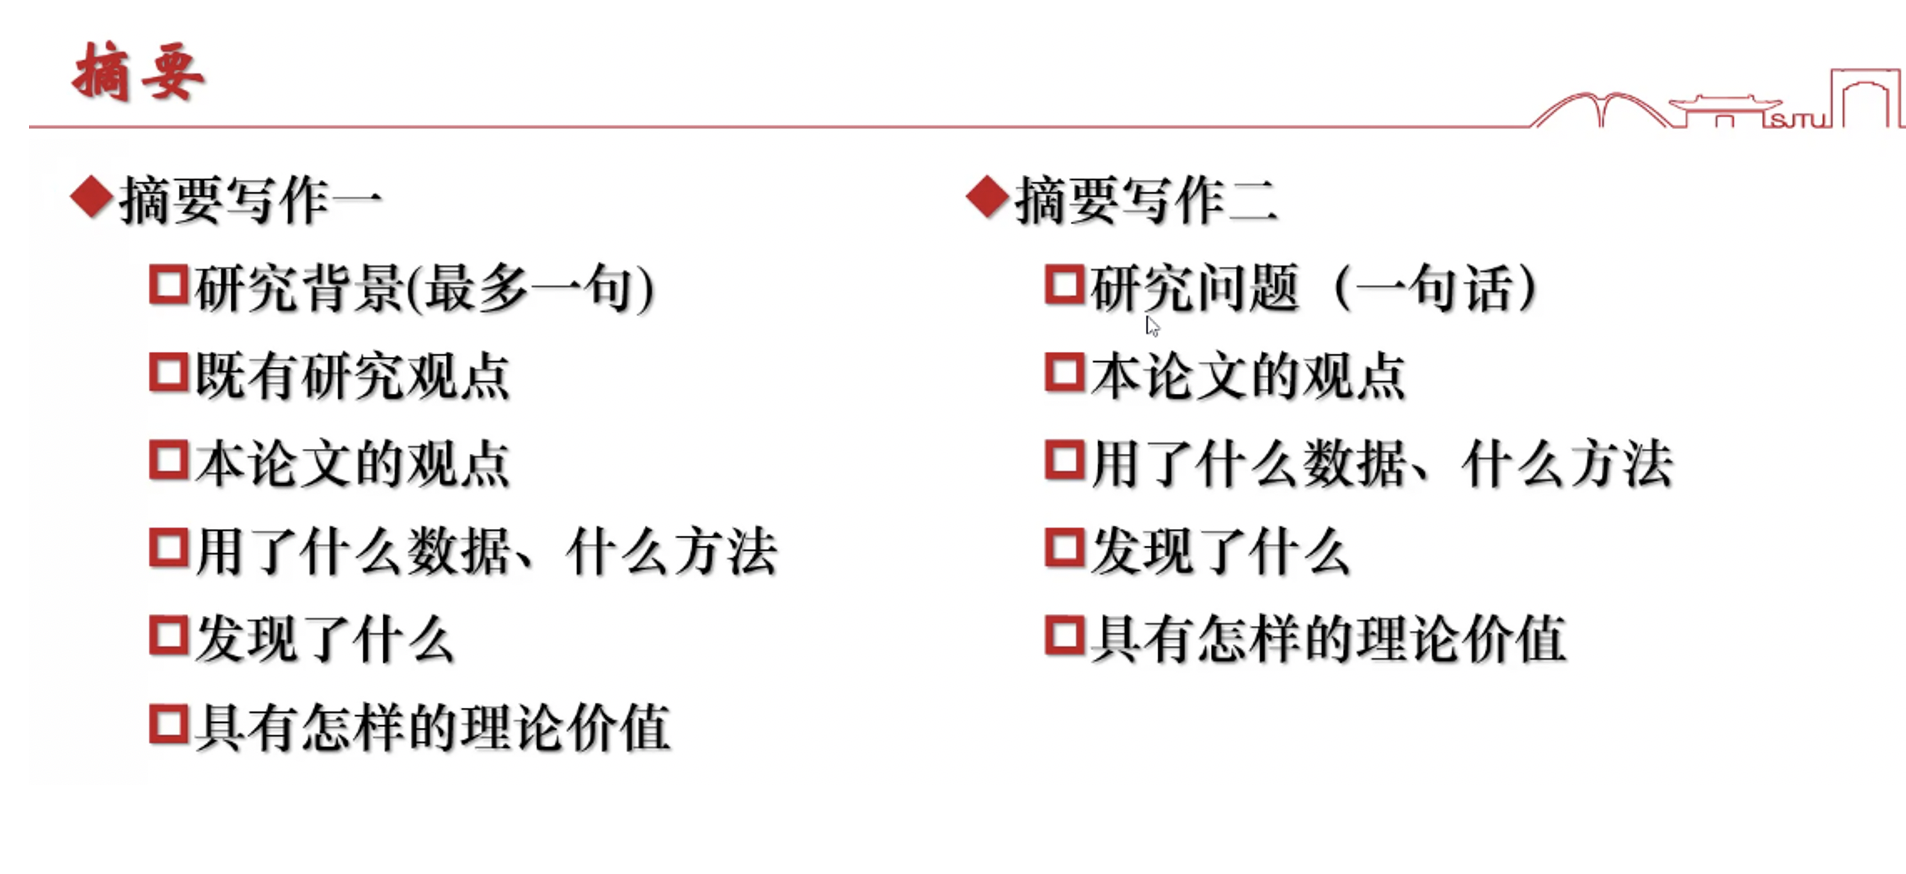 摘要
SJTU
摘要写作一
研究背景(最多一句)
既有研究观点
本论文的观点
用了什么数据、什么方法
发现了什么
具有怎样的理论价值
摘要写作二
研究问题（一句话）
本论文的观点
用了什么数据、什么方法
发现了什么
具有怎样的理论价值